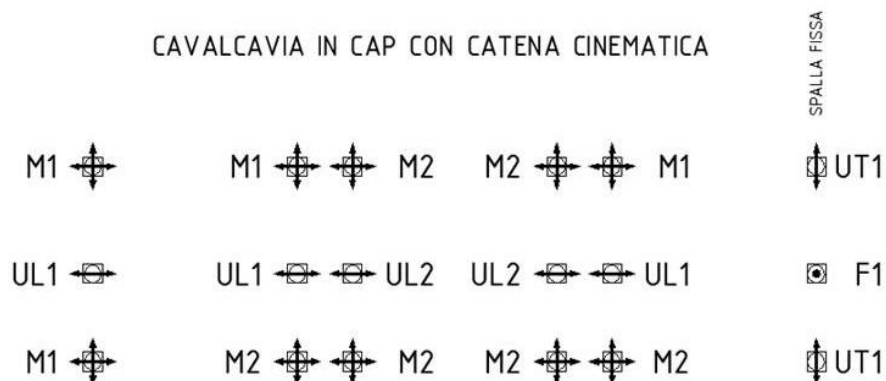 CAVALCAVIA IN CAP CON CATENA CINEMATICA
SPALLA FISSA
M1 M1 M2 M2 M1 UT1
UL1 UL1 UL2 UL2 UL1 F1
M1 M2 M2 M2 M2 UT1